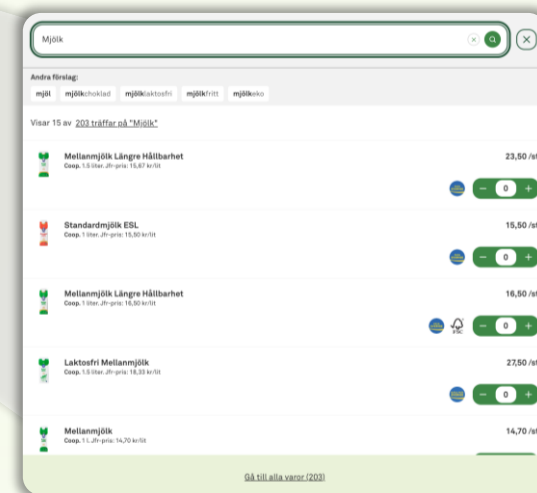 Mjölk
Andra förslag:
mjöl mjölkchoklad mjölklaktosfri mjölkfritt mjölkeko
Visar 15 av 203 träffar på "Mjölk"
Mellanmjölk Längre Hållbarhet 23,50 /st
Coop. 1.5 liter. Jfr-pris: 15,67 kr/lit
0
Standardmjölk ESL 15,50 /st
Coop. 1 liter. Jfr-pris: 15,50 kr/lit
0
Mellanmjölk Längre Hållbarhet 16,50 /st
Coop. 1 liter. Jfr-pris: 16,50 kr/lit
FSC 0
Laktosfri Mellanmjölk 27,50 /st
Coop. 1.5 liter. Jfr-pris: 18,33 kr/lit
0
Mellanmjölk 14,70 /st
Coop. 1 l. Jfr-pris: 14,70 kr/lit
Gå till alla varor (203)